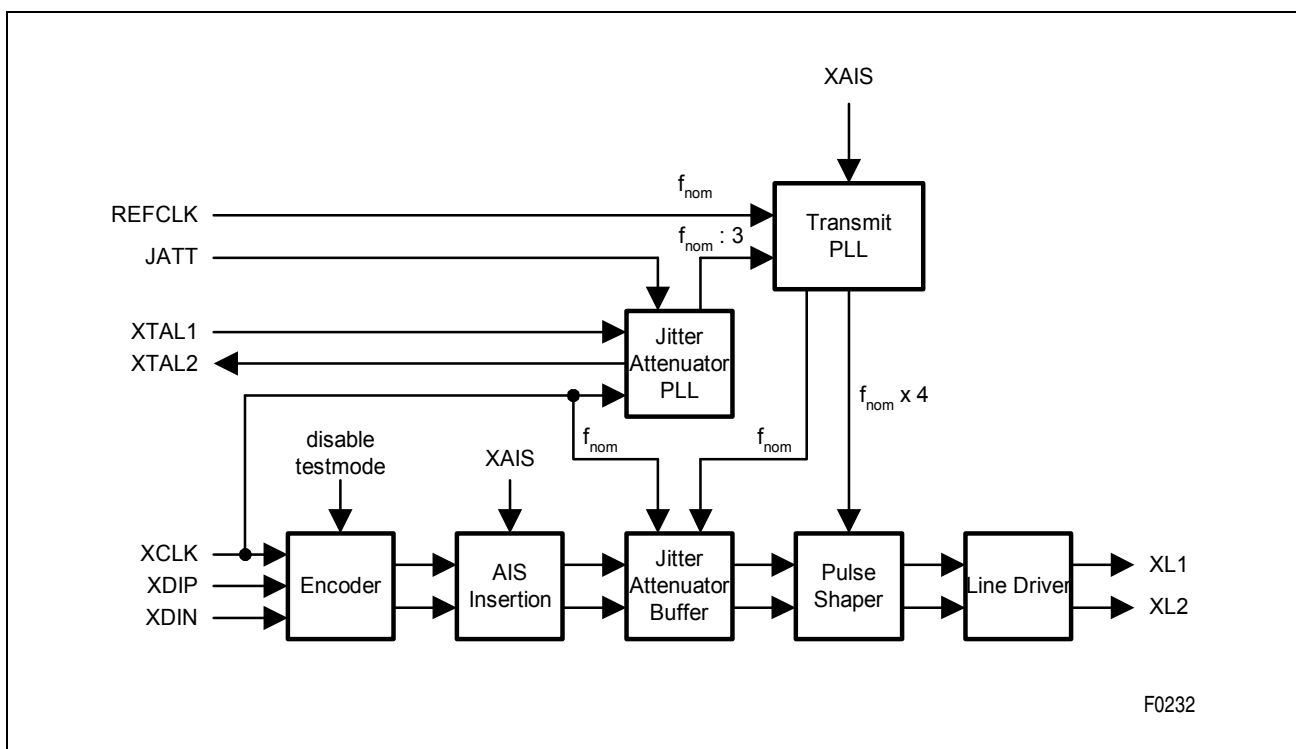 XAIS
f_nom
REFCLK
Transmit
PLL
f_nom : 3
JATT
XTAL1
XTAL2
Jitter
Attenuator
PLL
f_nom x 4
disable
testmode
f_nom
f_nom
XAIS
XCLK
XDIP
XDIN
Encoder
AIS
Insertion
Jitter
Attenuator
Buffer
Pulse
Shaper
Line Driver
XL1
XL2
F0232